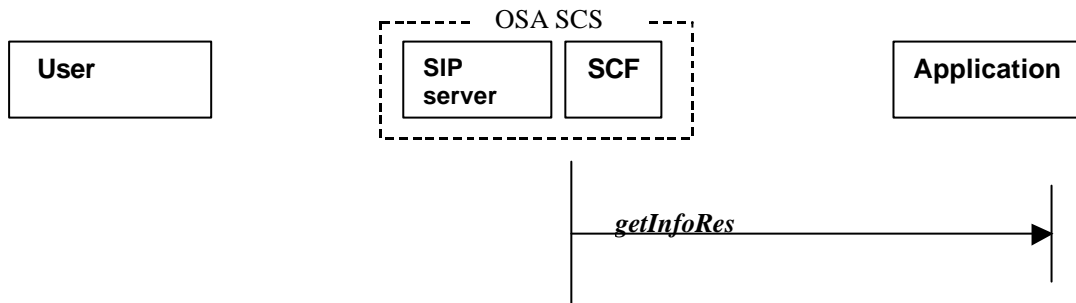 OSA SCS
User
SIP
server
SCF
Application
getInfoRes